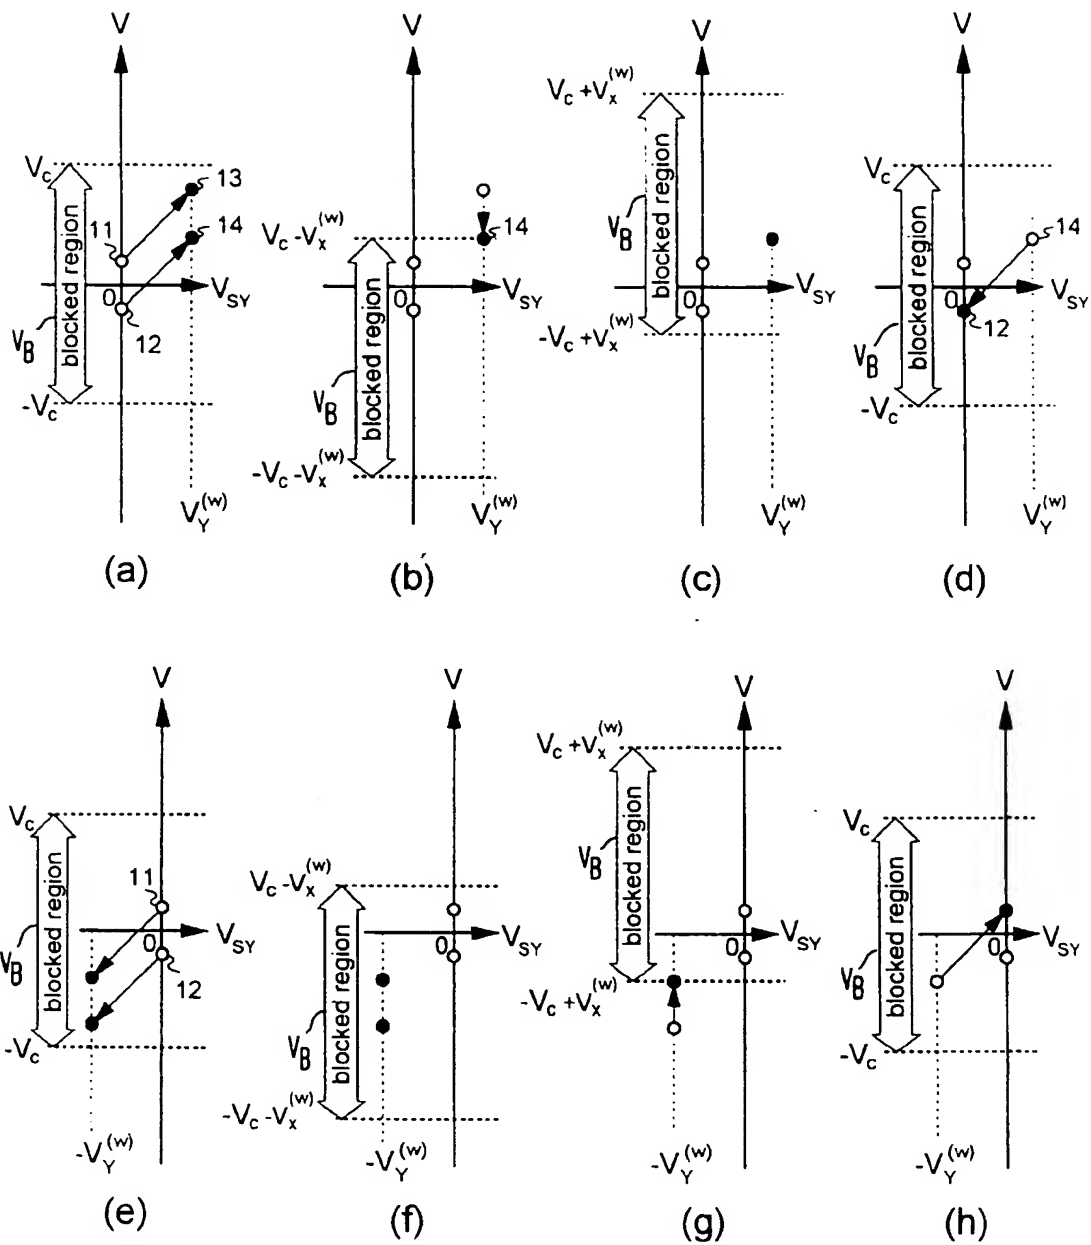 V
V_c
13
11
14
0
V_SY
12
V_B
blocked region
-V_c
V_Y^(w)
(a)
V
V_c -V_x^(w)
14
0
V_SY
V_B
blocked region
-V_c -V_x^(w)
V_Y^(w)
(b')
V
V_c +V_x^(w)
V_B
blocked region
0
V_SY
-V_c +V_x^(w)
V_Y^(w)
(c)
V
V_c
14
0
V_SY
12
V_B
blocked region
-V_c
V_Y^(w)
(d)
V
V_c
11
0
V_SY
12
V_B
blocked region
-V_c
-V_Y^(w)
(e)
V
V_c -V_x^(w)
0
V_SY
V_B
blocked region
-V_c -V_x^(w)
-V_Y^(w)
(f)
V
V_c +V_x^(w)
V_B
blocked region
0
V_SY
-V_c +V_x^(w)
-V_Y^(w)
(g)
V
V_c
0
V_SY
V_B
blocked region
-V_c
-V_Y^(w)
(h)